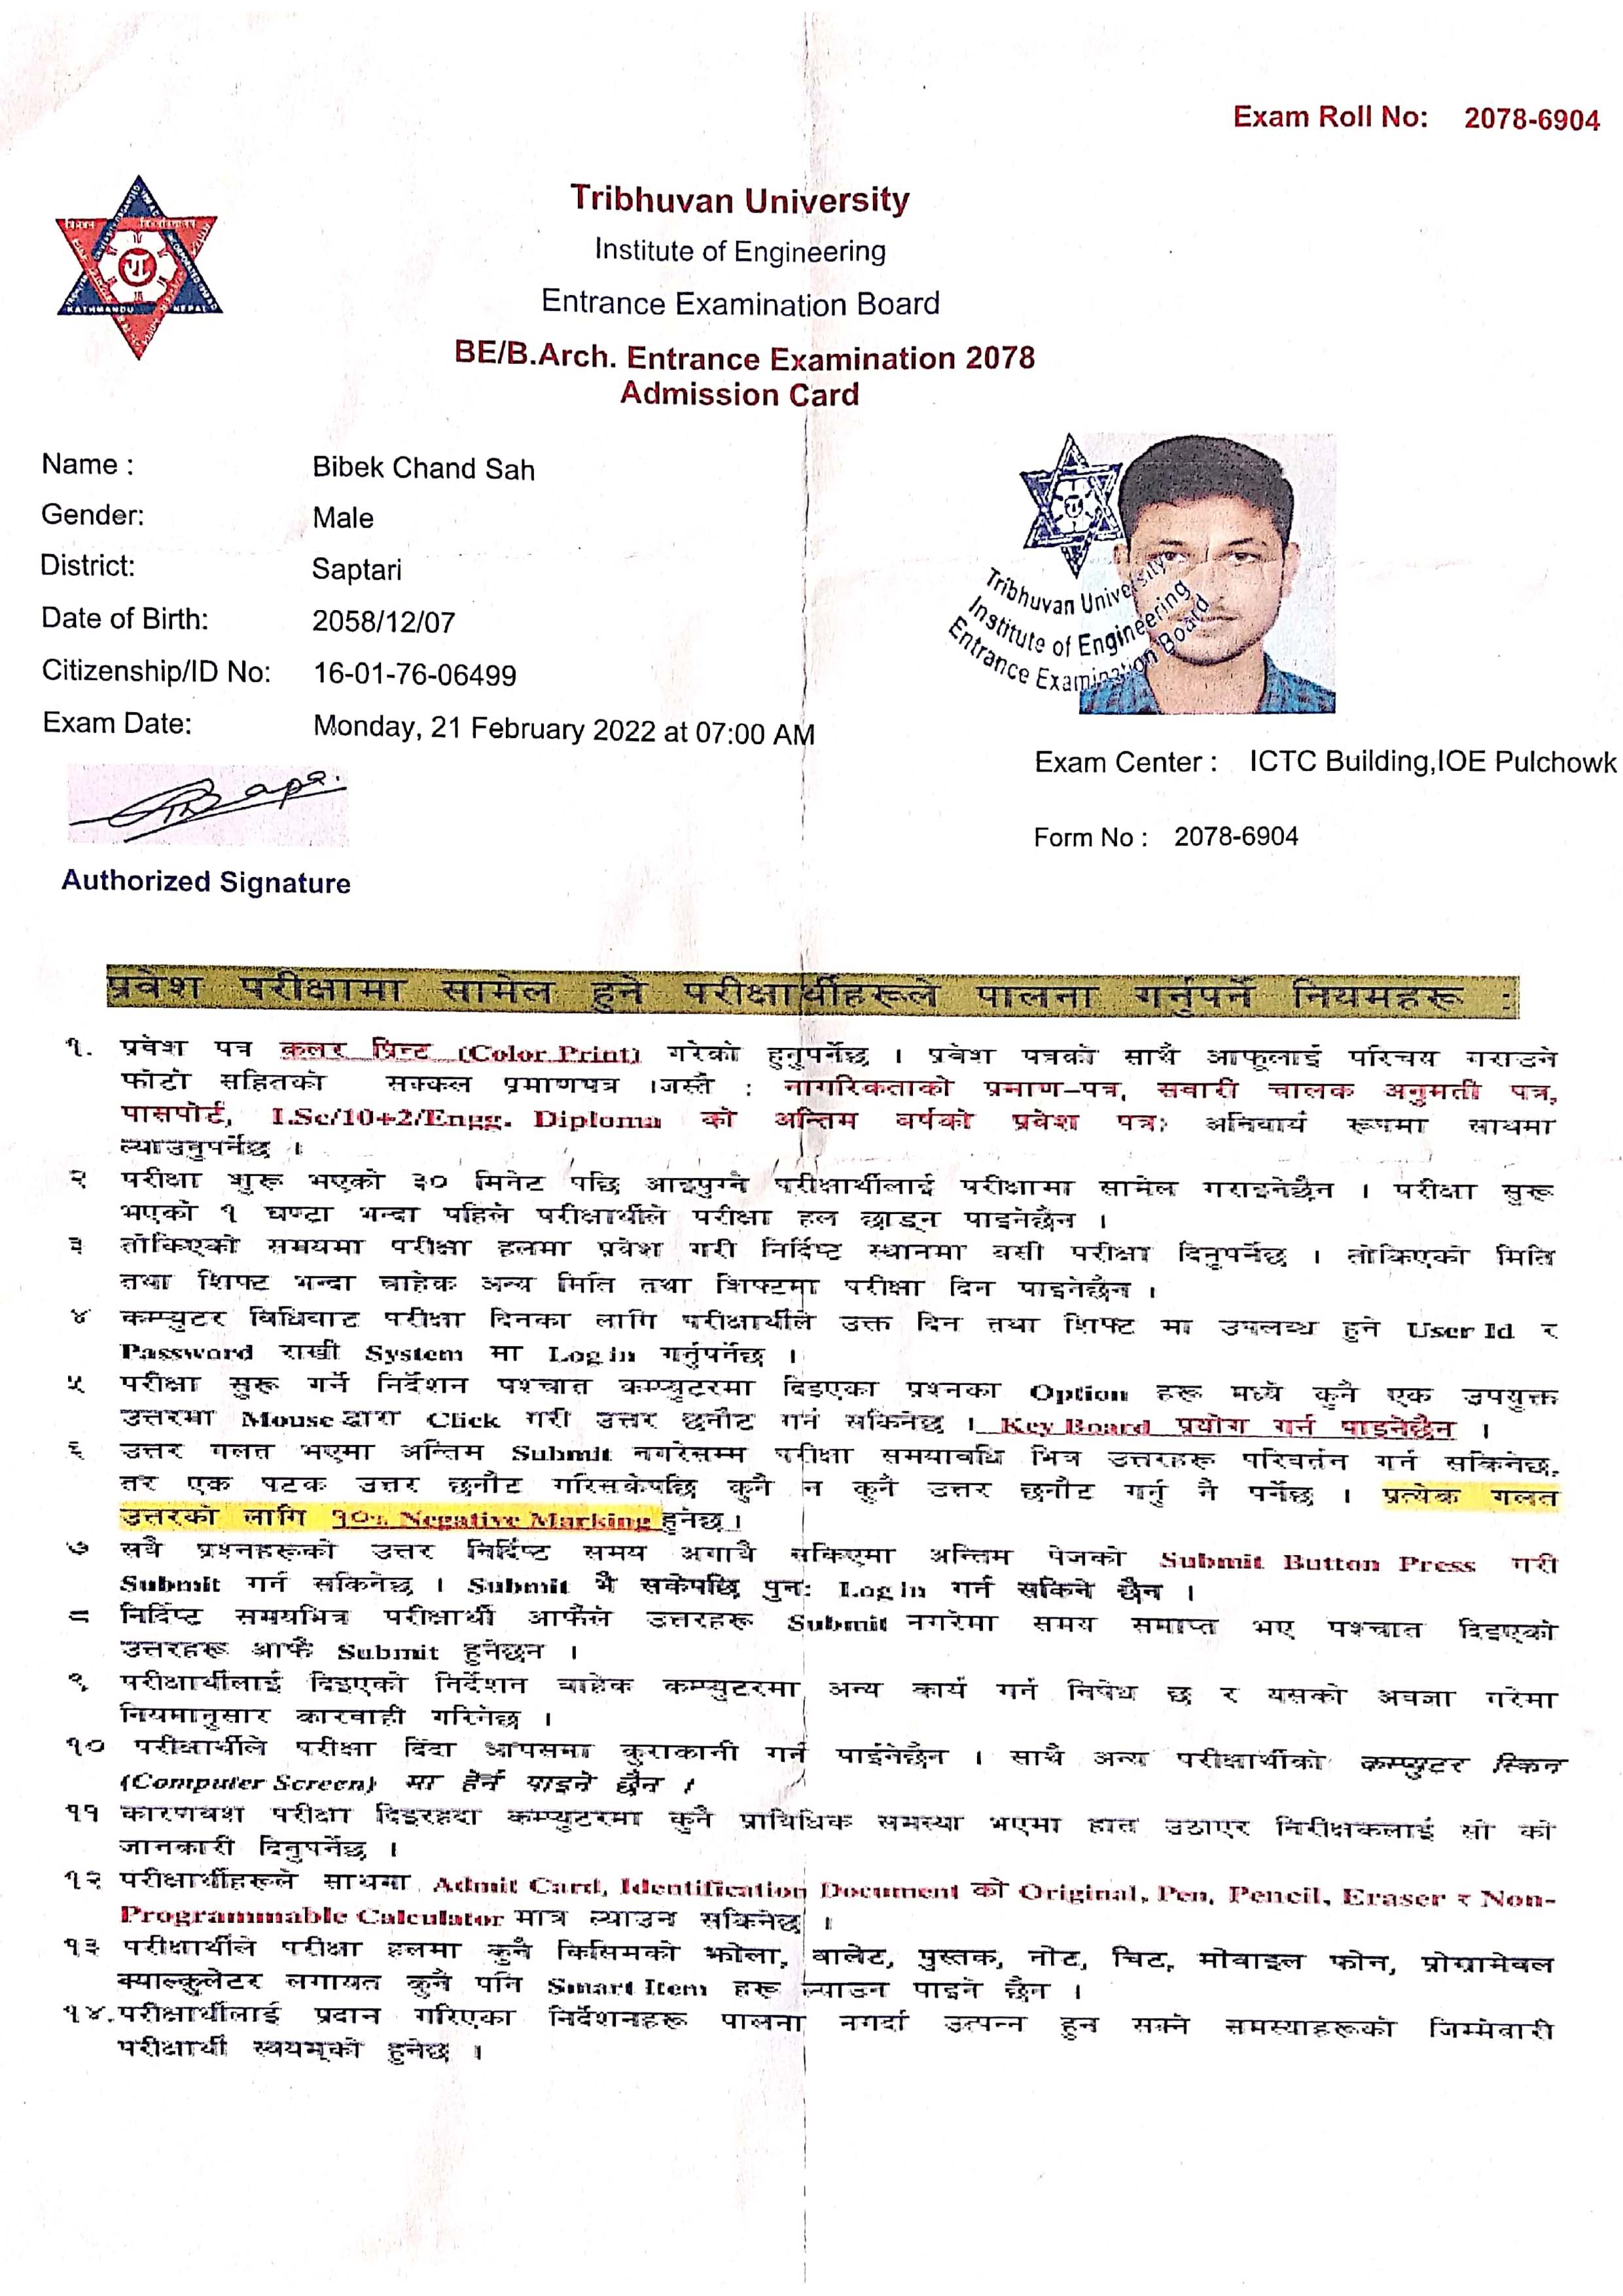 Exam Roll No: 2078-6904
Tribhuvan University
Institute of Engineering
Entrance Examination Board
BE/B.Arch. Entrance Examination 2078
Admission Card
Name : Bibek Chand Sah
Gender: Male
District: Saptari
Date of Birth: 2058/12/07
Citizenship/ID No: 16-01-76-06499
Exam Date: Monday, 21 February 2022 at 07:00 AM
Tribhuvan University
Institute of Engineering
Entrance Examination Board
Exam Center : ICTC Building,IOE Pulchowk
Form No : 2078-6904
Authorized Signature
प्रवेश परीक्षामा सामेल हुने परीक्षार्थीहरूले पालना गर्नुपर्ने नियमहरू :
१. प्रवेश पत्र कलर प्रिन्ट (Color Print) गरेको हुनुपर्नेछ । प्रवेश पत्रको साथै आफूलाई परिचय गराउने
फोटो सहितको सक्कल प्रमाणपत्र (जस्तै : नागरिकताको प्रमाण-पत्र, सवारी चालक अनुमती पत्र,
पासपोर्ट, I.Sc/10+2/Engg. Diploma को अन्तिम वर्षको प्रवेश पत्र) अनिवार्य रूपमा साथमा
ल्याउनुपर्नेछ ।
२ परीक्षा शुरू भएको ३० मिनेट पछि आइपुग्ने परीक्षार्थीलाई परीक्षामा सामेल गराइनेछैन । परीक्षा सुरू
भएको १ घण्टा भन्दा पहिले परीक्षार्थीले परीक्षा हल छाड्न पाइनेछैन ।
३ तोकिएको समयमा परीक्षा हलमा प्रवेश गरी निर्दिष्ट स्थानमा बसी परीक्षा दिनुपर्नेछ । तोकिएको मिति
तथा शिफ्ट भन्दा बाहेक अन्य मिति तथा शिफ्टमा परीक्षा दिन पाइनेछैन ।
४ कम्प्युटर विधिबाट परीक्षा दिनका लागि परीक्षार्थीले उक्त दिन तथा शिफ्ट मा उपलब्ध हुने User Id र
Password राखी System मा Log in गर्नुपर्नेछ ।
५ परीक्षा सुरू गर्ने निर्देशन पश्चात कम्प्युटरमा दिइएका प्रश्नका Option हरू मध्ये कुनै एक उपयुक्त
उत्तरमा Mouse द्वारा Click गरी उत्तर छनौट गर्न सकिनेछ । Key Board प्रयोग गर्न पाइनेछैन ।
६ उत्तर गलत भएमा अन्तिम Submit नगरेसम्म परीक्षा समयावधि भित्र उत्तरहरू परिवर्तन गर्न सकिनेछ,
तर एक पटक उत्तर छनौट गरिसकेपछि कुनै न कुनै उत्तर छनौट गर्नु नै पर्नेछ । प्रत्येक गलत
उत्तरको लागि १०% Negative Marking हुनेछ ।
७ सबै प्रश्नहरूको उत्तर निर्दिष्ट समय अगाबै सकिएमा अन्तिम पेजको Submit Button Press गरी
Submit गर्न सकिनेछ । Submit भै सकेपछि पुन: Log in गर्न सकिने छैन ।
८ निर्दिष्ट समयभित्र परीक्षार्थी आफैले उत्तरहरू Submit नगरेमा समय समाप्त भए पश्चात दिइएको
उत्तरहरू आफै Submit हुनेछन ।
९ परीक्षार्थीलाई दिइएको निर्देशन बाहेक कम्प्युटरमा अन्य कार्य गर्न निषेध छ र यसको अवज्ञा गरेमा
नियमानुसार कारवाही गरिनेछ ।
१० परीक्षार्थीले परीक्षा दिंदा आपसमा कुराकानी गर्न पाईनेछैन । साथै अन्य परीक्षार्थीको कम्प्युटर स्किन
(Computer Screen) मा हेर्न पाइने छैन ।
११ कारणबश परीक्षा दिइरहदा कम्प्युटरमा कुनै प्राविधिक समस्या भएमा हात उठाएर निरीक्षकलाई सो को
जानकारी दिनुपर्नेछ ।
१२ परीक्षार्थीहरूले साथमा Admit Card, Identification Document को Original, Pen, Pencil, Eraser र Non-
Programmable Calculator मात्र ल्याउन सकिनेछ ।
१३ परीक्षार्थीले परीक्षा हलमा कुनै किसिमको झोला, वालेट, पुस्तक, नोट, चिट, मोबाइल फोन, प्रोग्रामेबल
क्याल्कुलेटर लगायत कुनै पनि Smart Item हरू ल्याउन पाइने छैन ।
१४. परीक्षार्थीलाई प्रदान गरिएका निर्देशनहरू पालना नगर्दा उत्पन्न हुन सक्ने समस्याहरूको जिम्मेवारी
परीक्षार्थी स्वयम्को हुनेछ ।